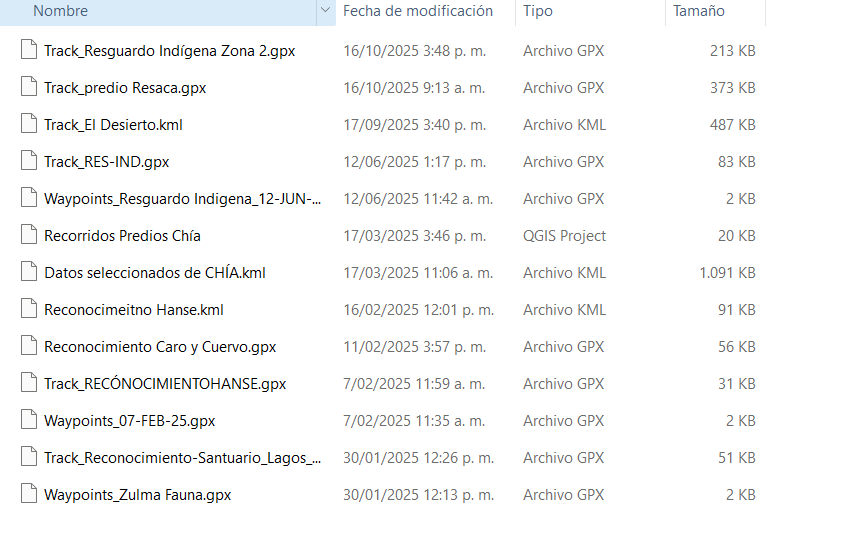 Nombre Fecha de modificación Tipo Tamaño
Track_Resguardo Indígena Zona 2.gpx 16/10/2025 3:48 p. m. Archivo GPX 213 KB
Track_predio Resaca.gpx 16/10/2025 9:13 a. m. Archivo GPX 373 KB
Track_El Desierto.kml 17/09/2025 3:40 p. m. Archivo KML 487 KB
Track_RES-IND.gpx 12/06/2025 1:17 p. m. Archivo GPX 83 KB
Waypoints_Resguardo Indigena_12-JUN-... 12/06/2025 11:42 a. m. Archivo GPX 2 KB
Recorridos Predios Chía 17/03/2025 3:46 p. m. QGIS Project 20 KB
Datos seleccionados de CHÍA.kml 17/03/2025 11:06 a. m. Archivo KML 1.091 KB
Reconocimeitno Hanse.kml 16/02/2025 12:01 p. m. Archivo KML 91 KB
Reconocimiento Caro y Cuervo.gpx 11/02/2025 3:57 p. m. Archivo GPX 56 KB
Track_RECÓNOCIMIENTOHANSE.gpx 7/02/2025 11:59 a. m. Archivo GPX 31 KB
Waypoints_07-FEB-25.gpx 7/02/2025 11:35 a. m. Archivo GPX 2 KB
Track_Reconocimiento-Santuario_Lagos_... 30/01/2025 12:26 p. m. Archivo GPX 51 KB
Waypoints_Zulma Fauna.gpx 30/01/2025 12:13 p. m. Archivo GPX 2 KB